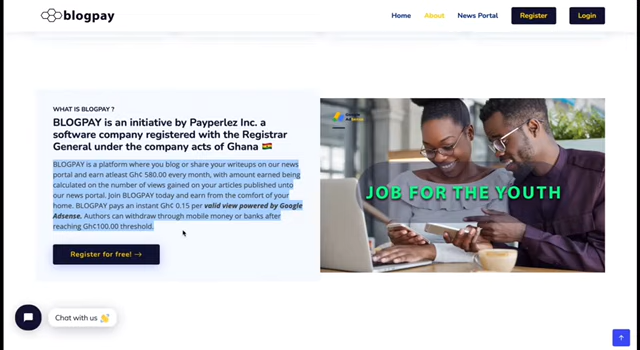 blogpay
Home About News Portal Register Login
WHAT IS BLOGPAY ?
BLOGPAY is an initiative by Payperlez Inc. a
software company registered with the Registrar
General under the company acts of Ghana 🇬🇭
BLOGPAY is a platform where you blog or share your writeups on our news
portal and earn atleast Gh¢ 580.00 every month, with amount earned being
calculated on the number of views gained on your articles published unto
our news portal. Join BLOGPAY today and earn from the comfort of your
home. BLOGPAY pays an instant Gh¢ 0.15 per valid view powered by Google
Adsense. Authors can withdraw through mobile money or banks after
reaching Gh¢100.00 threshold.
Register for free! →
JOB FOR THE YOUTH
Chat with us 👋